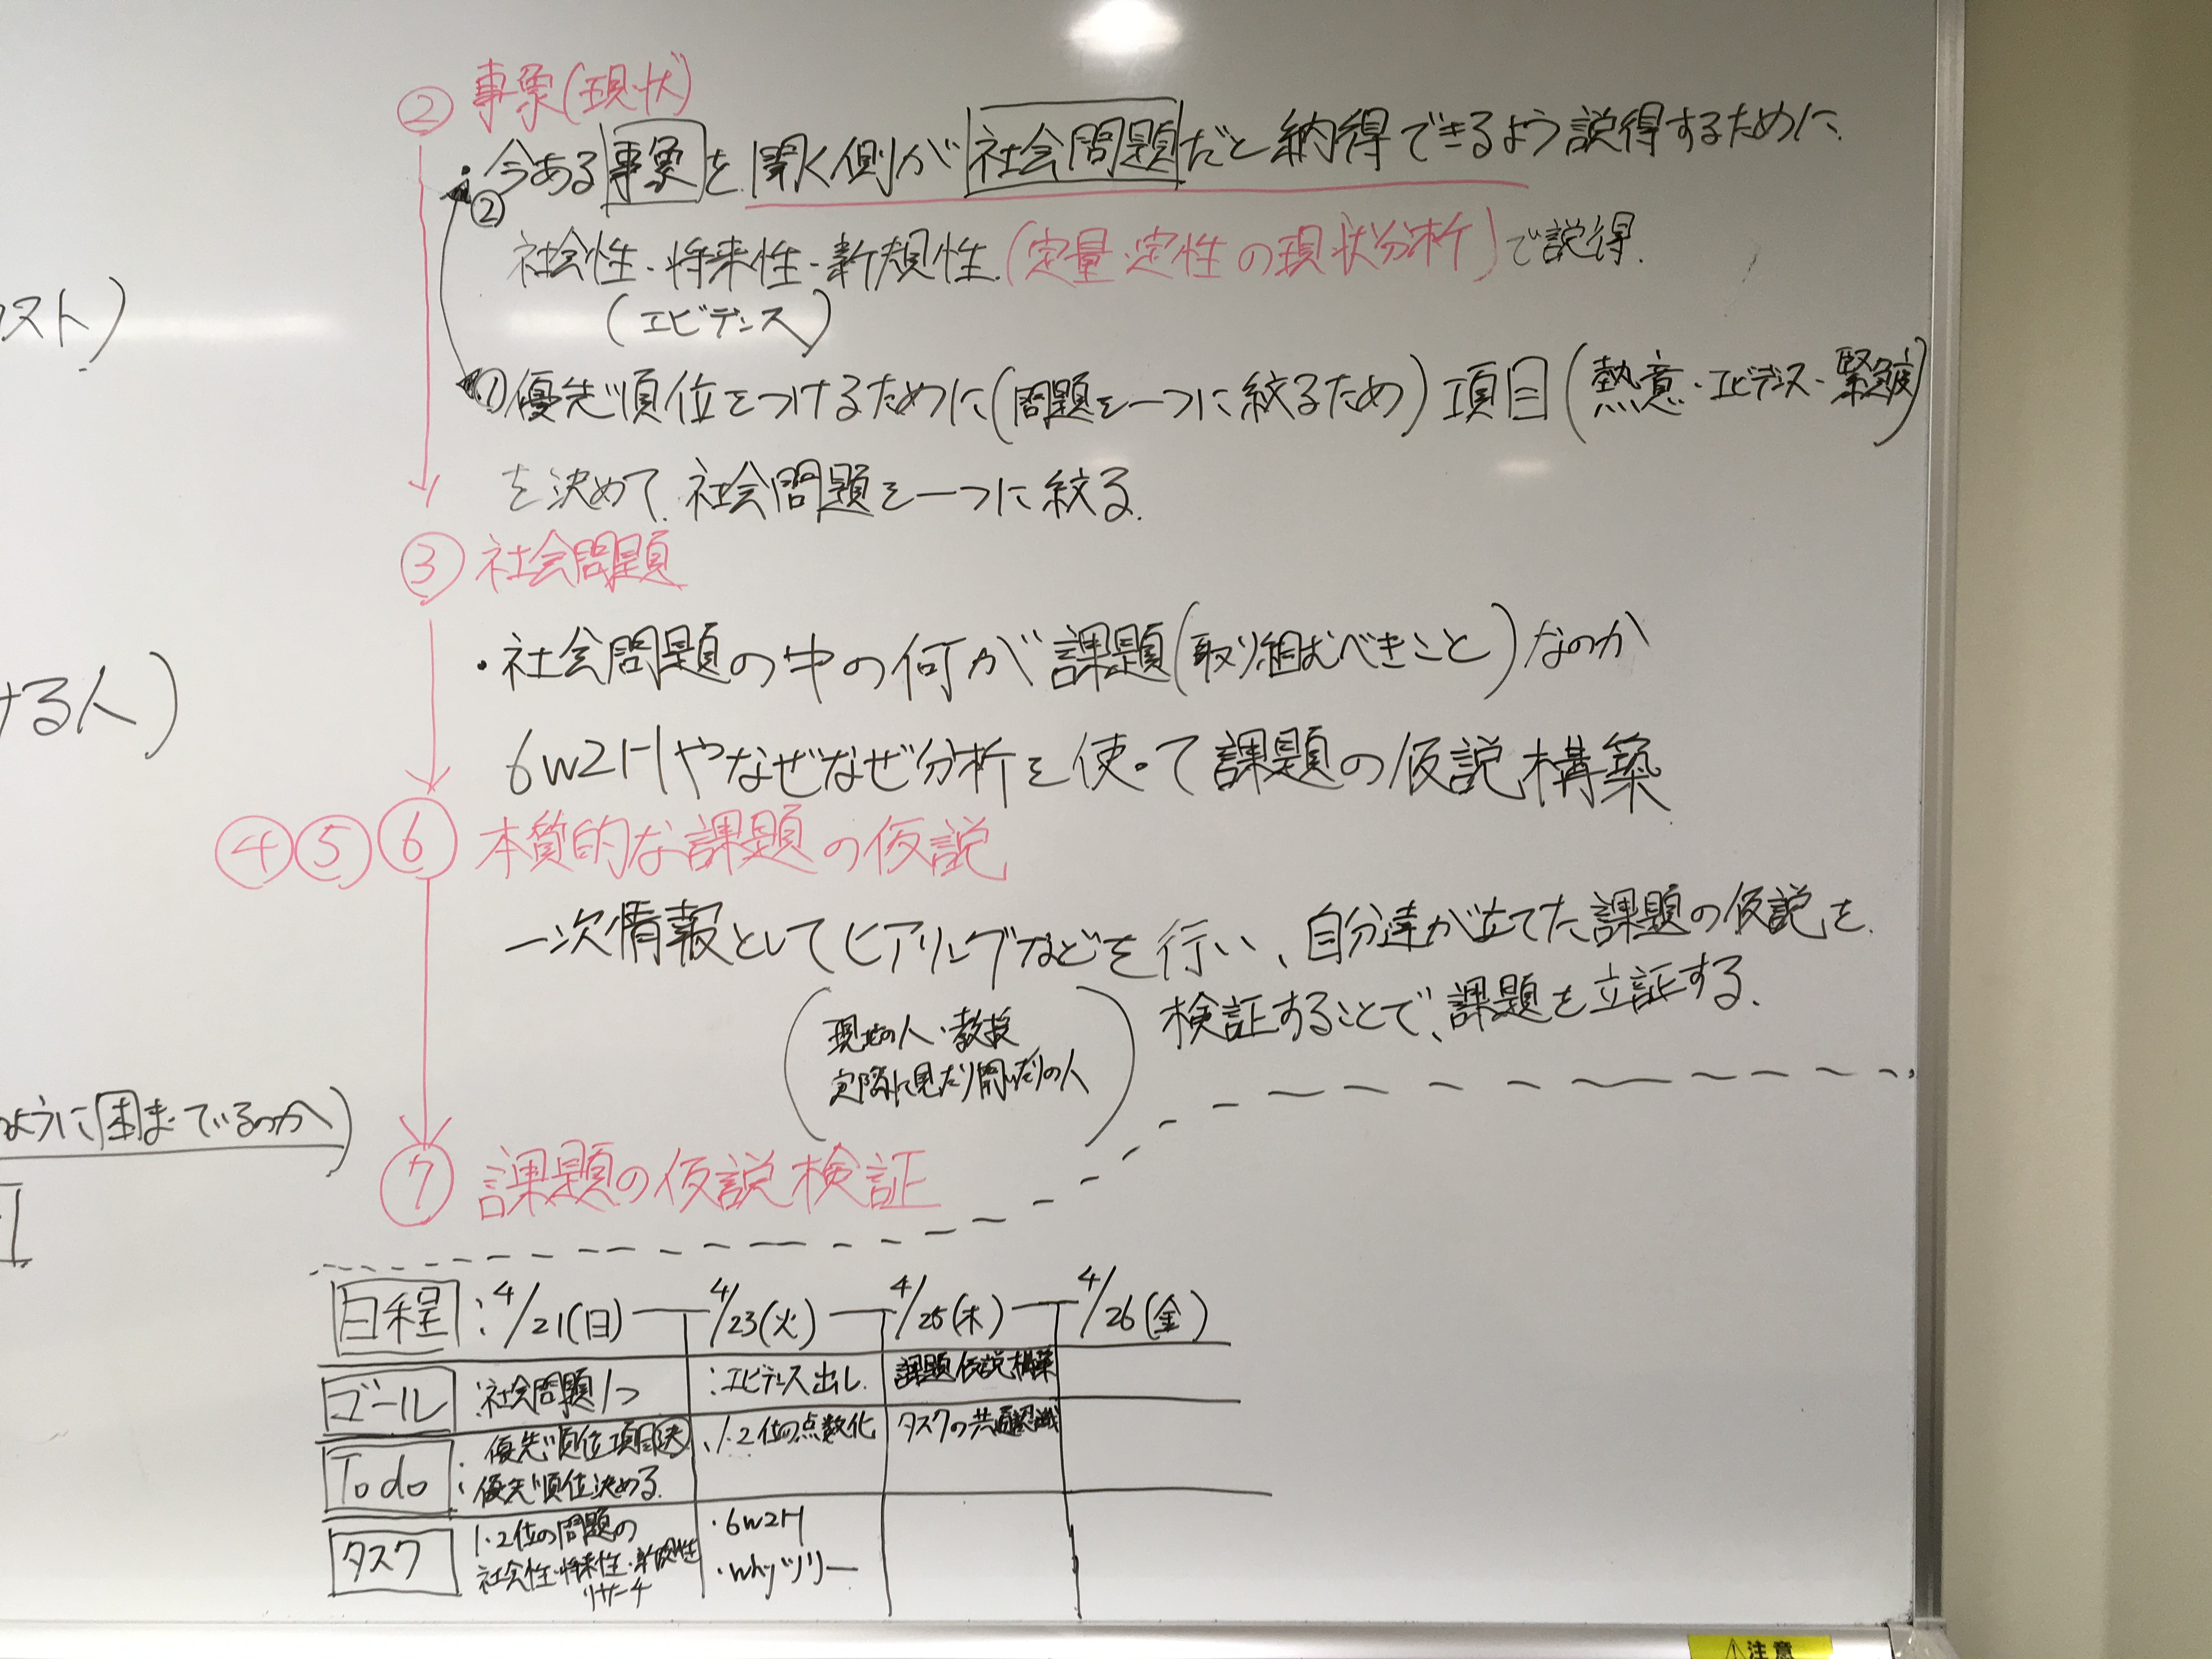 ② 事象(現状)
・今ある事象を聞く側が社会問題だと納得できるよう説得するために
②
社会性・将来性・新規性(定量・定性の現状分析)で説得
(エビデンス)
スト)
①優先順位をつけるために(問題を一つに絞るため)項目(熱意・エビデンス・緊急度)
を決めて社会問題を一つに絞る
③ 社会問題
・社会問題の中の何が課題(取り組むべきこと)なのか
ける人)
6W2Hやなぜなぜ分析を使って課題の仮説構築
④⑤⑥ 本質的な課題の仮説
一次情報としてヒアリングなどを行い、自分達が立てた課題の仮説を
検証することで、課題を立証する
(現地の人・教授
実際に見たり聞いたりの人)
ように困っているのか)
⑦ 課題の仮説検証
日程 : 4/21(日) 4/23(火) 4/25(木) 4/26(金)
ゴール :社会問題1つ :エビデンス出し 課題仮説構築
Todo :優先順位項目決 ・1・2位の点数化 タスクの共通認識
:優先順位決める
タスク 1・2位の問題の ・6W2H
社会性・将来性・新規性 ・whyツリー
リサーチ
⚠注意